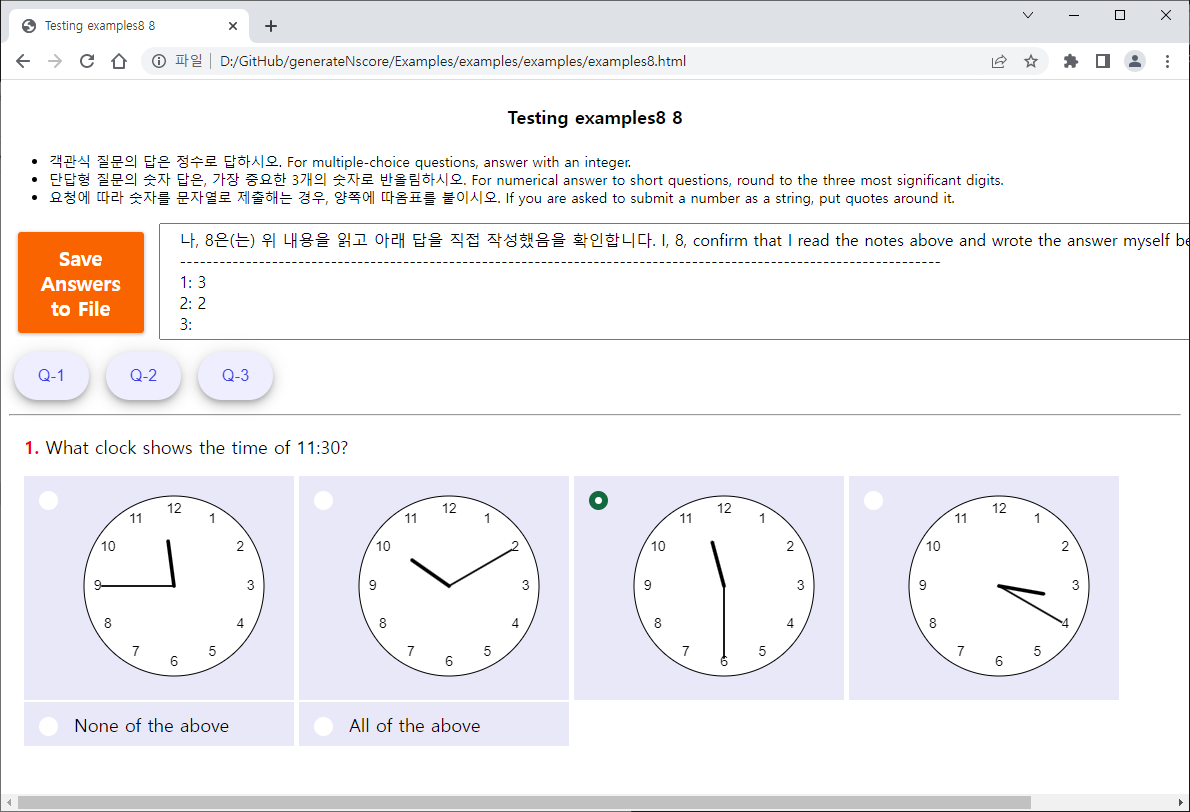 Testing examples8 8
파일 | D:/GitHub/generateNscore/Examples/examples/examples/examples8.html
Testing examples8 8
• 객관식 질문의 답은 정수로 답하시오. For multiple-choice questions, answer with an integer.
• 단답형 질문의 숫자 답은, 가장 중요한 3개의 숫자로 반올림하시오. For numerical answer to short questions, round to the three most significant digits.
• 요청에 따라 숫자를 문자열로 제출해는 경우, 양쪽에 따옴표를 붙이시오. If you are asked to submit a number as a string, put quotes around it.
Save
Answers
to File
나, 8은(는) 위 내용을 읽고 아래 답을 직접 작성했음을 확인합니다. I, 8, confirm that I read the notes above and wrote the answer myself be
--------------------------------------------------------------------------------------------------------------------
1: 3
2: 2
3:
Q-1 Q-2 Q-3
1. What clock shows the time of 11:30?
12 1 2 3 4 5 6 7 8 9 10 11
12 1 2 3 4 5 6 7 8 9 10 11
12 1 2 3 4 5 6 7 8 9 10 11
12 1 2 3 4 5 6 7 8 9 10 11
None of the above
All of the above